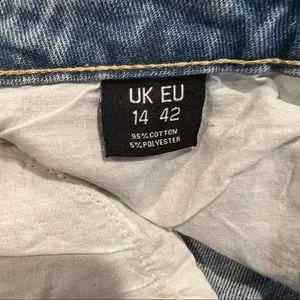 UK EU
14 42
95% COTTON
5% POLYESTER